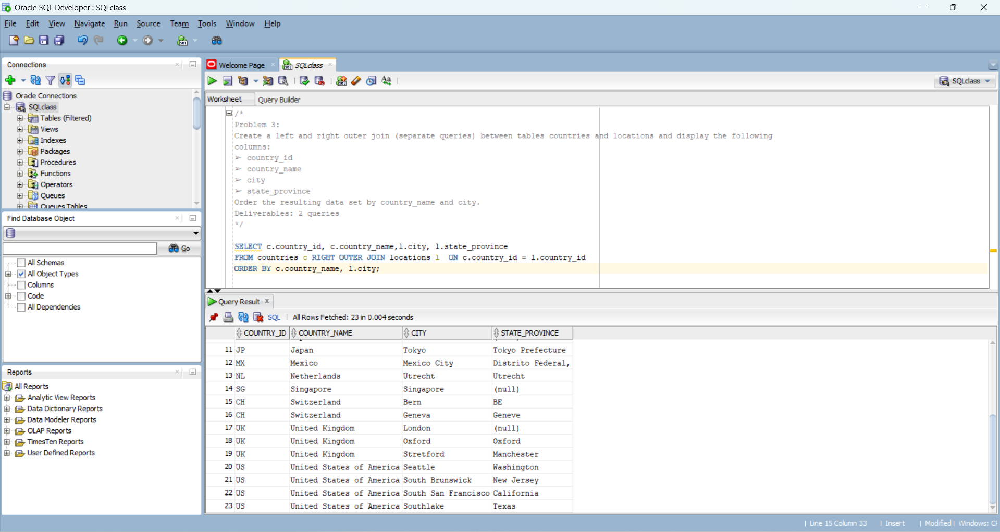 Oracle SQL Developer : SQLclass
File Edit View Navigate Run Source Team Tools Window Help
Connections
Oracle Connections
SQLclass
Tables (Filtered)
Views
Indexes
Packages
Procedures
Functions
Operators
Queues
Queues Tables
Find Database Object
Go
All Schemas
All Object Types
Columns
Code
All Dependencies
Reports
All Reports
Analytic View Reports
Data Dictionary Reports
Data Modeler Reports
OLAP Reports
TimesTen Reports
User Defined Reports
Welcome Page SQLclass
SQLclass
Worksheet Query Builder
/*
Problem 3:
Create a left and right outer join (separate queries) between tables countries and locations and display the following
columns:
➢ country_id
➢ country_name
➢ city
➢ state_province
Order the resulting data set by country_name and city.
Deliverables: 2 queries
*/
SELECT c.country_id, c.country_name,l.city, l.state_province
FROM countries c RIGHT OUTER JOIN locations l  ON c.country_id = l.country_id
ORDER BY c.country_name, l.city;
Query Result
SQL | All Rows Fetched: 23 in 0.004 seconds
COUNTRY_ID COUNTRY_NAME CITY STATE_PROVINCE
11 JP Japan Tokyo Tokyo Prefecture
12 MX Mexico Mexico City Distrito Federal,
13 NL Netherlands Utrecht Utrecht
14 SG Singapore Singapore (null)
15 CH Switzerland Bern BE
16 CH Switzerland Geneva Geneve
17 UK United Kingdom London (null)
18 UK United Kingdom Oxford Oxford
19 UK United Kingdom Stretford Manchester
20 US United States of America Seattle Washington
21 US United States of America South Brunswick New Jersey
22 US United States of America South San Francisco California
23 US United States of America Southlake Texas
| Line 15 Column 33 | Insert | Modified | Windows: